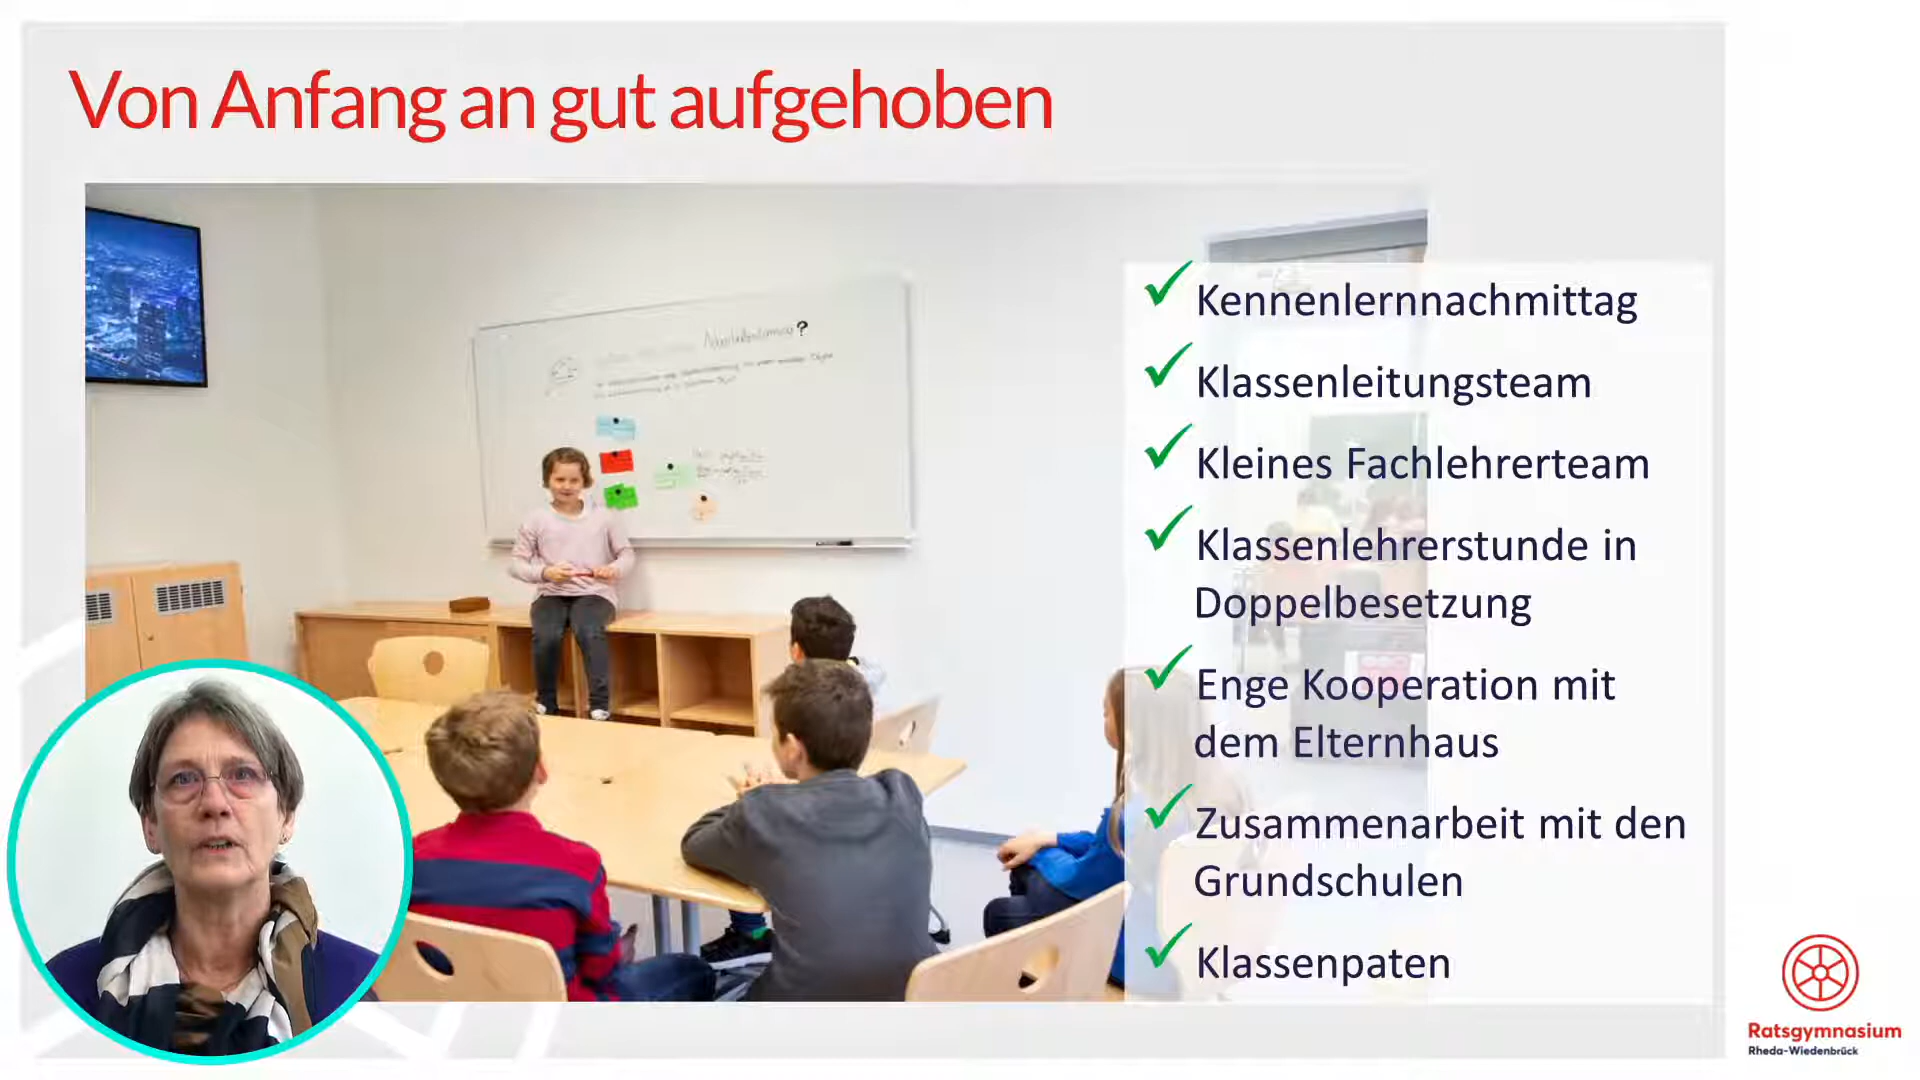 Von Anfang an gut aufgehoben
?
Kennenlernnachmittag
Klassenleitungsteam
Kleines Fachlehrerteam
Klassenlehrerstunde in
Doppelbesetzung
Enge Kooperation mit
dem Elternhaus
Zusammenarbeit mit den
Grundschulen
Klassenpaten
Ratsgymnasium
Rheda-Wiedenbrück